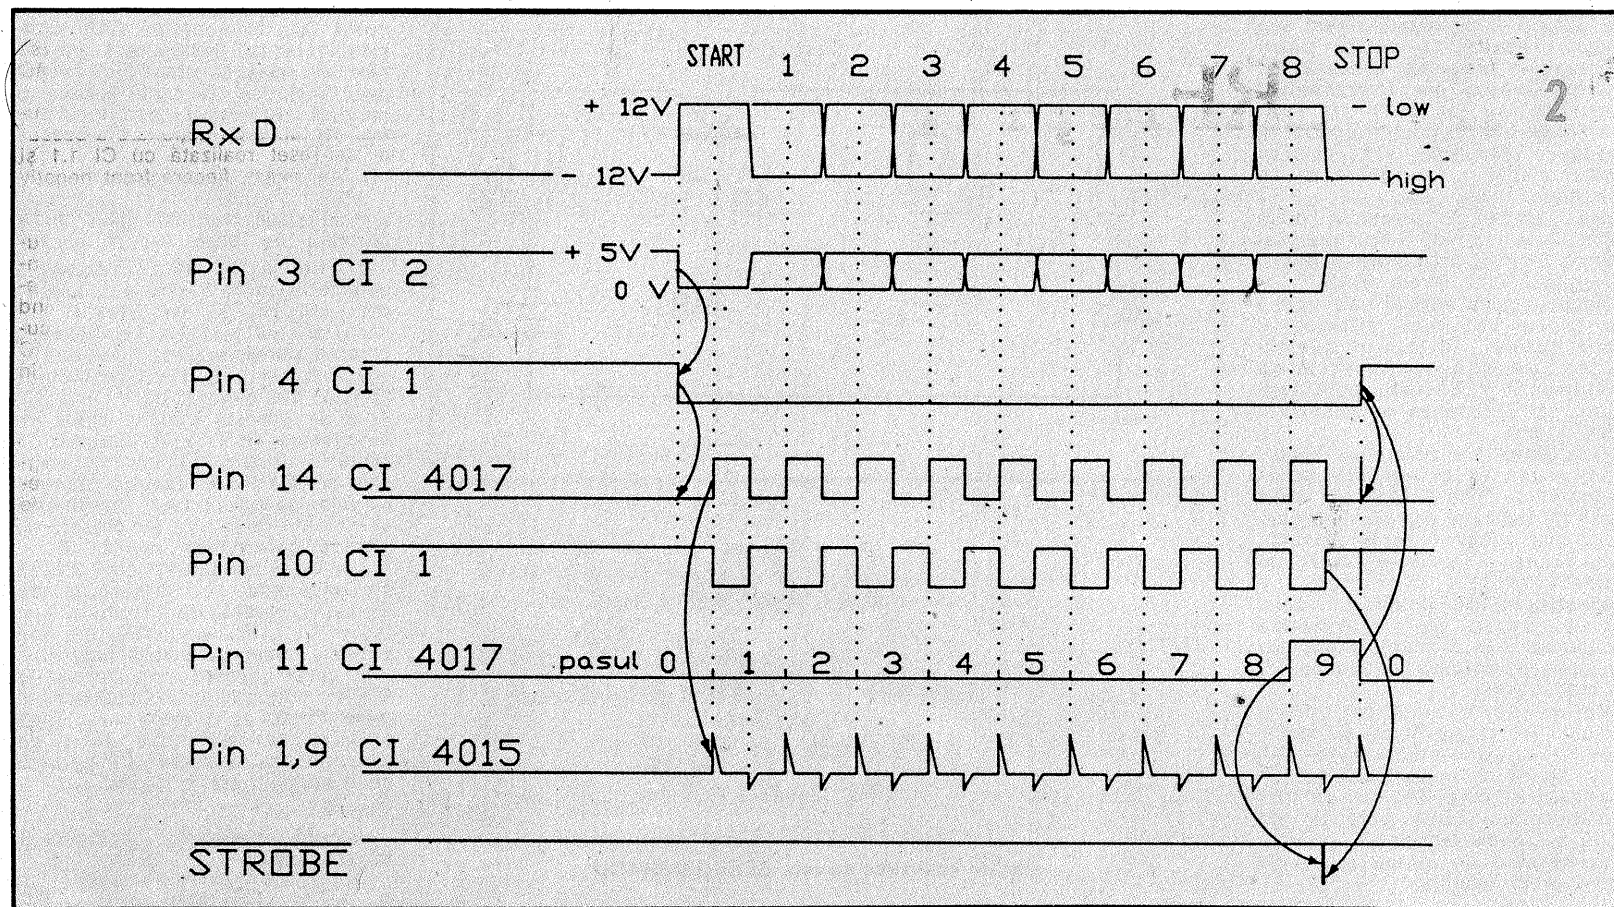 START 1 2 3 4 5 6 7 8 STOP
2
+ 12V - low
RxD
- 12V high
+ 5V
Pin 3 CI 2
0 V
Pin 4 CI 1
Pin 14 CI 4017
Pin 10 CI 1
Pin 11 CI 4017 pasul 0 1 2 3 4 5 6 7 8 9 0
Pin 1,9 CI 4015
STROBE